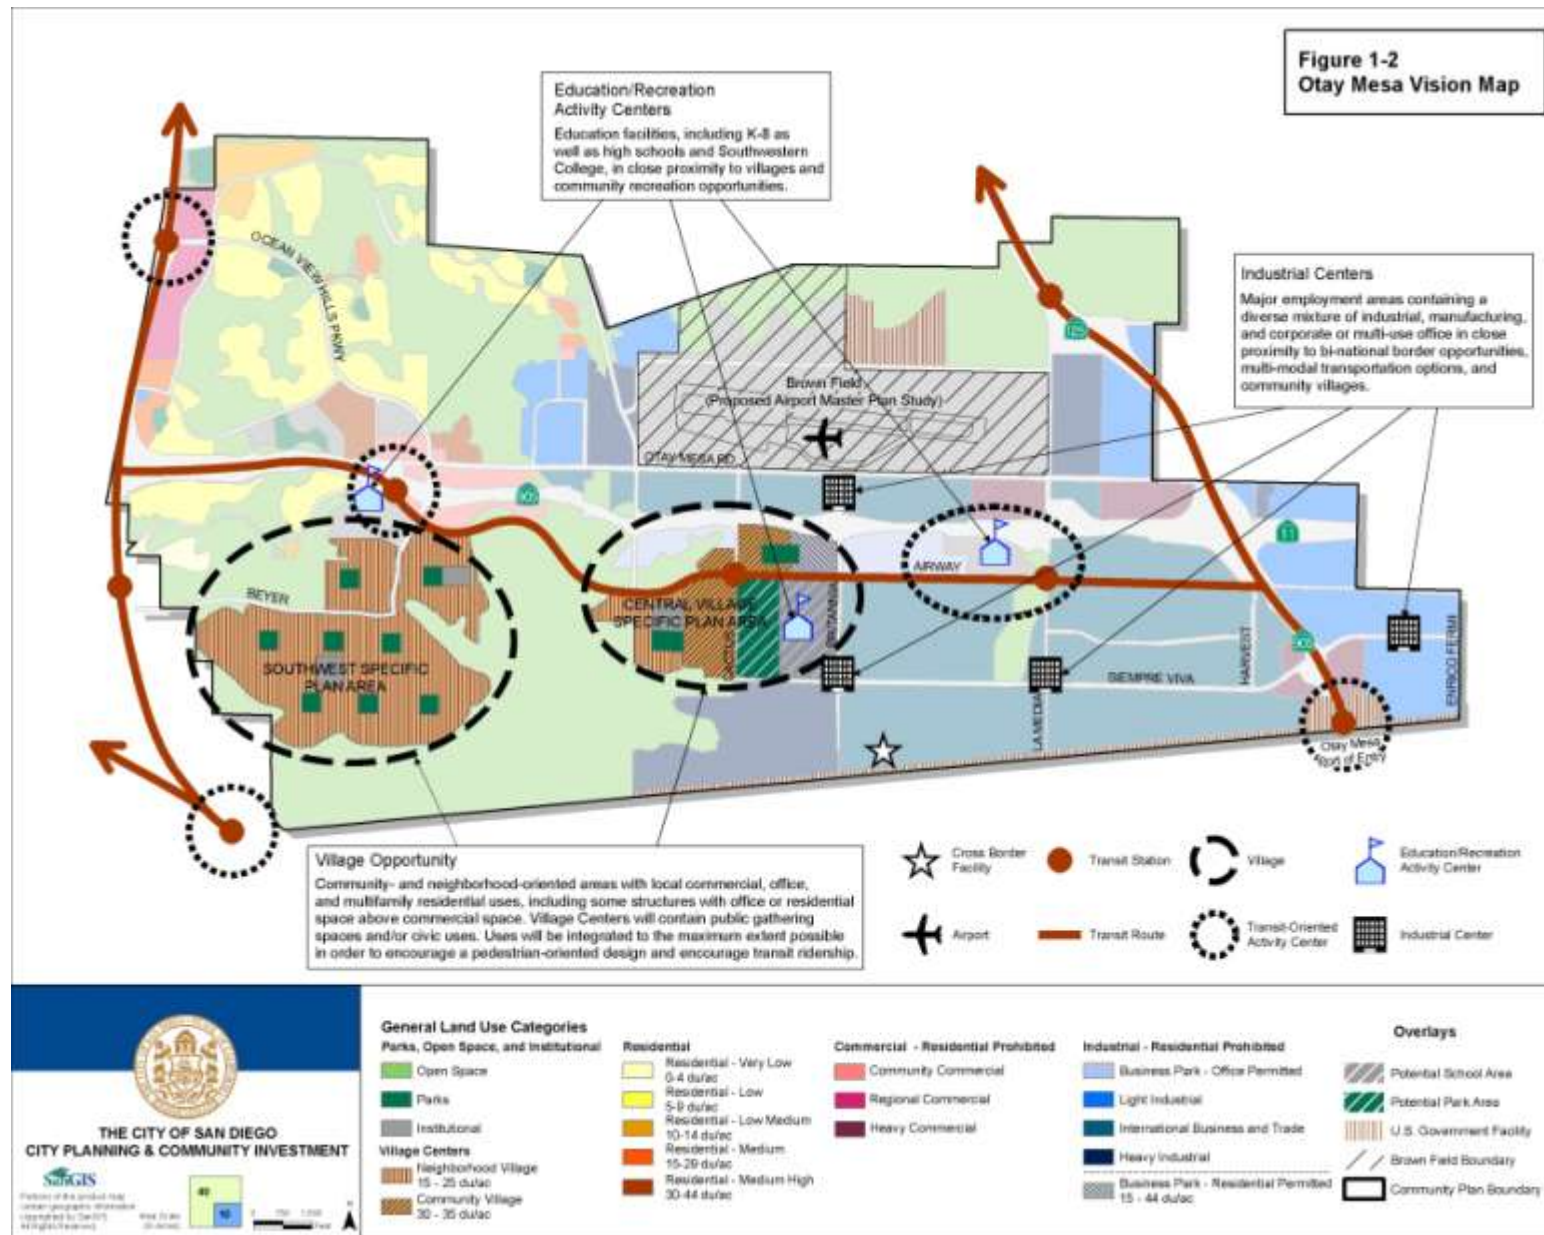 Figure 1-2
Otay Mesa Vision Map
Education/Recreation
Activity Centers
Education facilities, including K-8 as
well as high schools and Southwestern
College, in close proximity to villages and
community recreation opportunities.
Industrial Centers
Major employment areas containing a
diverse mixture of industrial, manufacturing,
and corporate or multi-use office in close
proximity to bi-national border opportunities,
multi-modal transportation options, and
community villages.
OCEAN VIEW HILLS PKWY
Brown Field
(Proposed Airport Master Plan Study)
OTAY MESA RD
AIRWAY
BEYER
CENTRAL VILLAGE
SPECIFIC PLAN AREA
CACTUS
BRITANNIA
SOUTHWEST SPECIFIC
PLAN AREA
HARVEST
SIEMPRE VIVA
LA MEDIA
ENRICO FERMI
Otay Mesa
Port of Entry
Village Opportunity
Community- and neighborhood-oriented areas with local commercial, office,
and multifamily residential uses, including some structures with office or residential
space above commercial space. Village Centers will contain public gathering
spaces and/or civic uses. Uses will be integrated to the maximum extent possible
in order to encourage a pedestrian-oriented design and encourage transit ridership.
Cross Border
Facility
Transit Station
Village
Education/Recreation
Activity Center
Airport
Transit Route
Transit-Oriented
Activity Center
Industrial Center
THE CITY OF SAN DIEGO
CITY PLANNING & COMMUNITY INVESTMENT
SanGIS
40
10
General Land Use Categories
Parks, Open Space, and Institutional
Open Space
Parks
Institutional
Village Centers
Neighborhood Village
15 - 25 du/ac
Community Village
30 - 35 du/ac
Residential
Residential - Very Low
0-4 du/ac
Residential - Low
5-9 du/ac
Residential - Low Medium
10-14 du/ac
Residential - Medium
15-29 du/ac
Residential - Medium High
30-44 du/ac
Commercial - Residential Prohibited
Community Commercial
Regional Commercial
Heavy Commercial
Industrial - Residential Prohibited
Business Park - Office Permitted
Light Industrial
International Business and Trade
Heavy Industrial
Business Park - Residential Permitted
15 - 44 du/ac
Overlays
Potential School Area
Potential Park Area
U.S. Government Facility
Brown Field Boundary
Community Plan Boundary